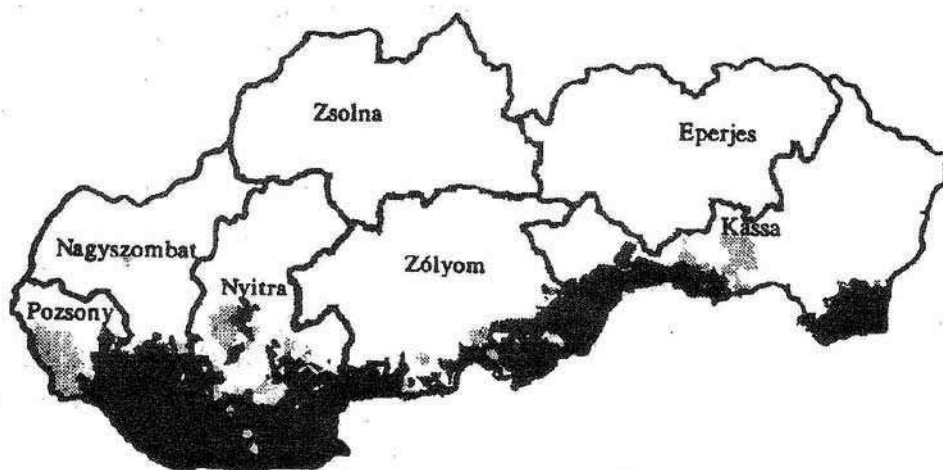 Zsolna
Eperjes
Kassa
Nagyszombat
Zólyom
Nyitra
Pozsony